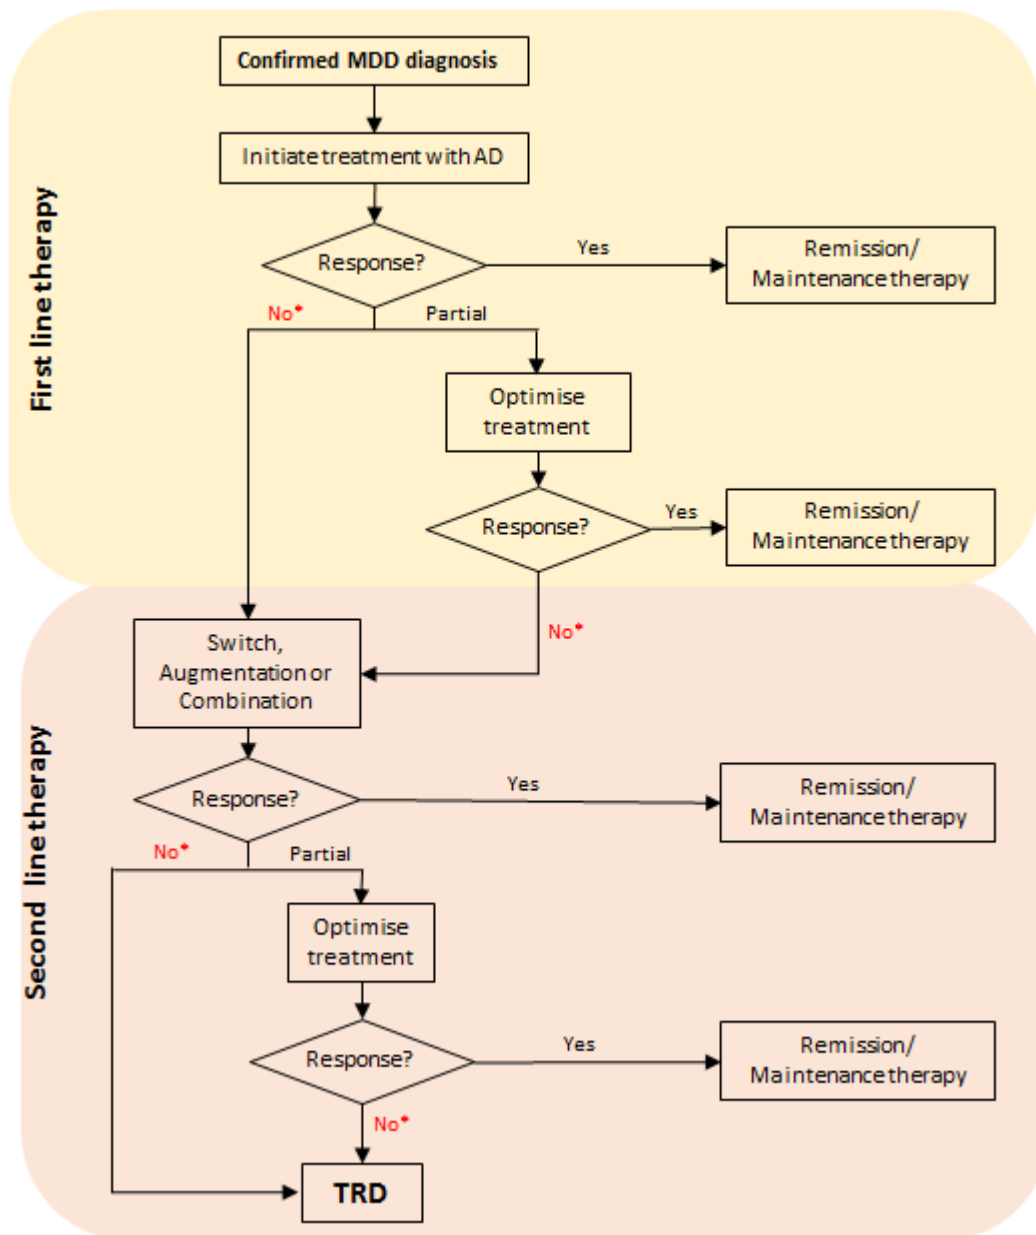 Confirmed MDD diagnosis
Initiate treatment with AD
Response?
Yes
Remission/
Maintenance therapy
No*
Partial
Optimise
treatment
Response?
Yes
Remission/
Maintenance therapy
No*
First line therapy
Switch,
Augmentation or
Combination
Response?
Yes
Remission/
Maintenance therapy
No*
Partial
Optimise
treatment
Response?
Yes
Remission/
Maintenance therapy
No*
TRD
Second line therapy